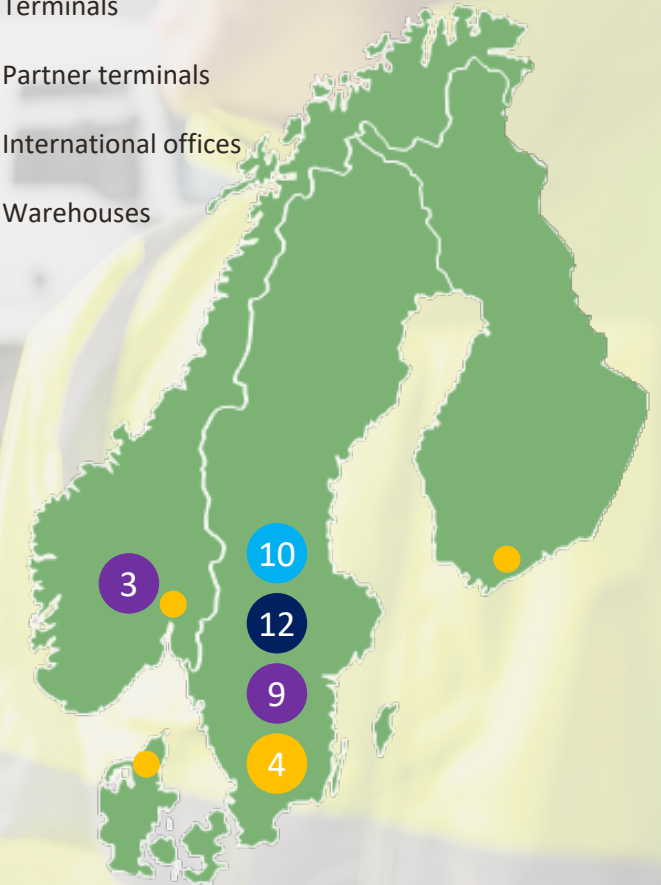 Terminals
Partner terminals
International offices
Warehouses
10
3
12
9
4